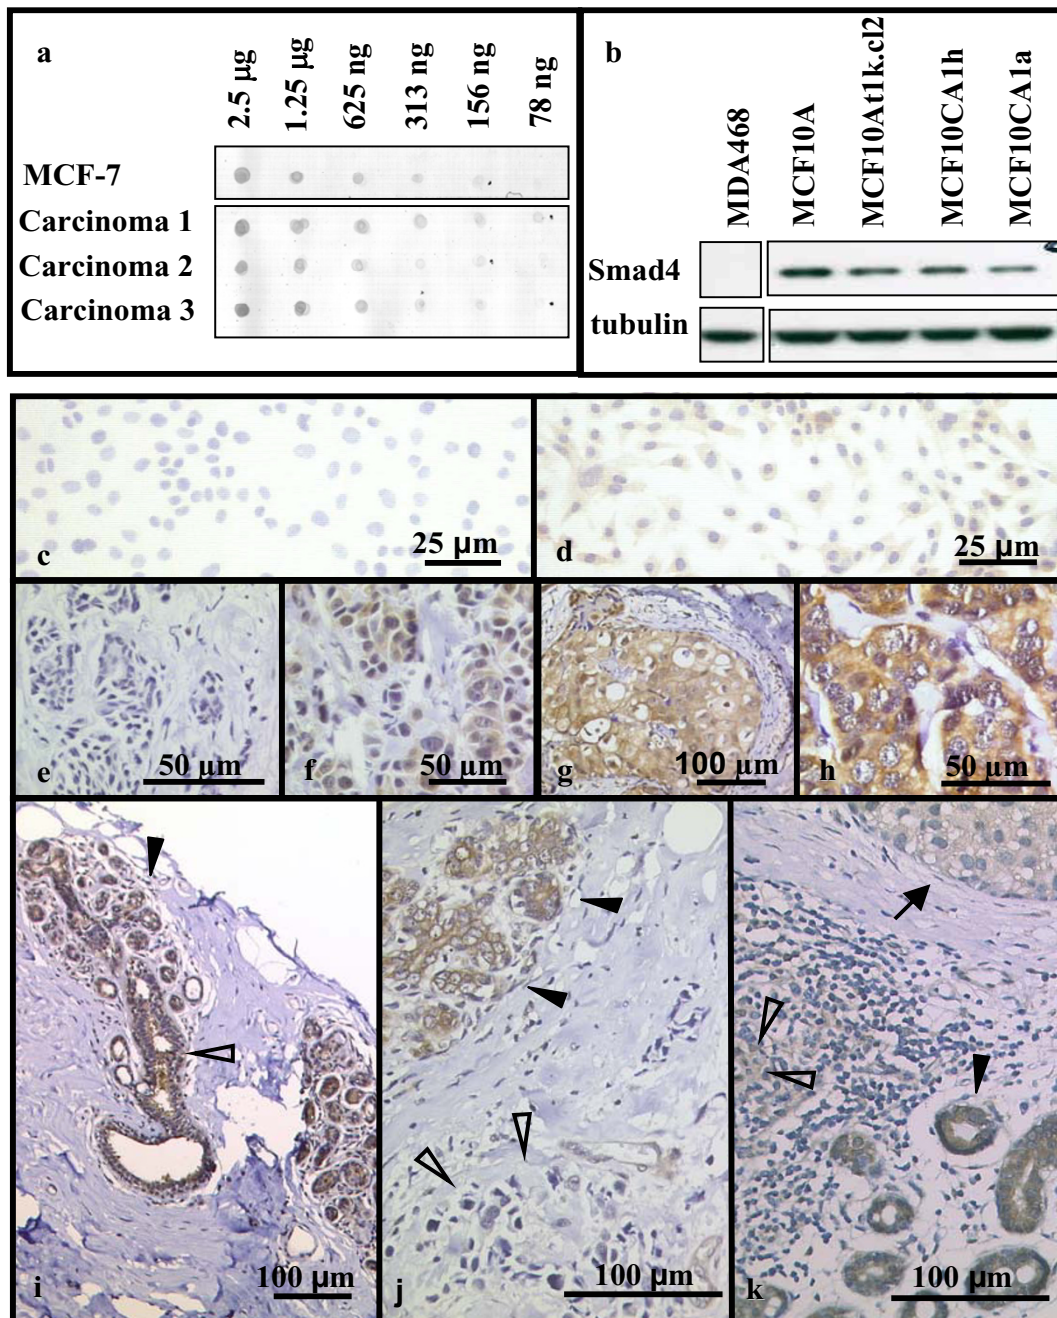 a
2.5 µg
1.25 µg
625 ng
313 ng
156 ng
78 ng
MCF-7
Carcinoma 1
Carcinoma 2
Carcinoma 3
b
MDA468
MCF10A
MCF10At1k.cl2
MCF10CA1h
MCF10CA1a
Smad4
tubulin
c
25 µm
d
25 µm
e
50 µm
f
50 µm
g
100 µm
h
50 µm
i
100 µm
j
100 µm
k
100 µm